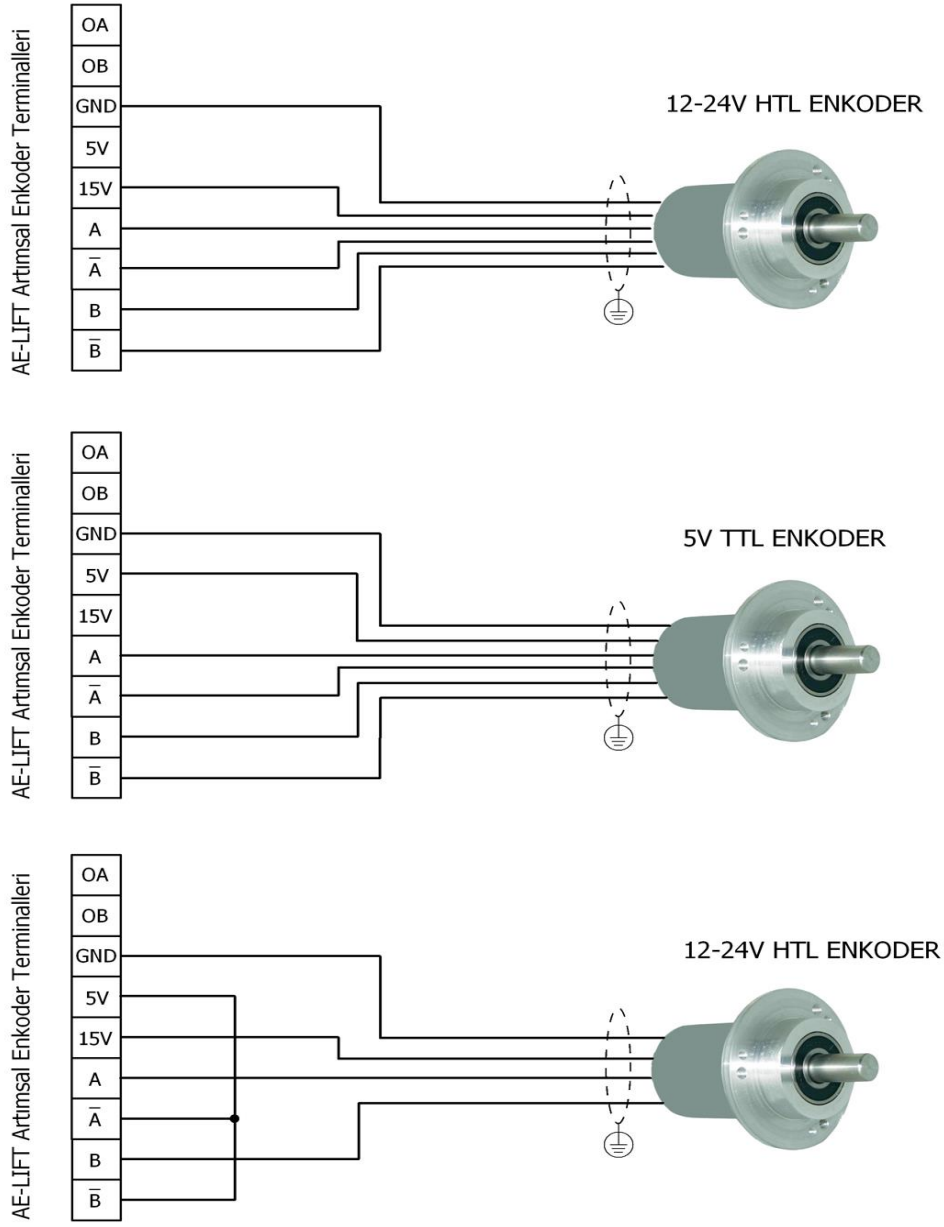 AE-LIFT Artımsal Enkoder Terminalleri
OA
OB
GND
5V
15V
A
A̅
B
B̅
12-24V HTL ENKODER
AE-LIFT Artımsal Enkoder Terminalleri
OA
OB
GND
5V
15V
A
A̅
B
B̅
5V TTL ENKODER
AE-LIFT Artımsal Enkoder Terminalleri
OA
OB
GND
5V
15V
A
A̅
B
B̅
12-24V HTL ENKODER